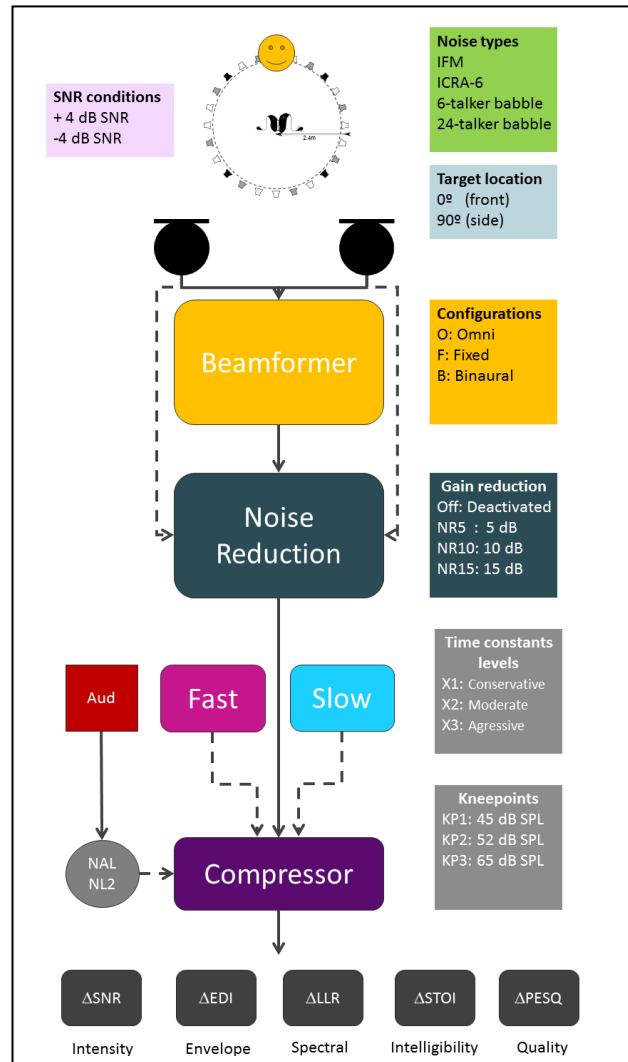 SNR conditions
+ 4 dB SNR
-4 dB SNR
2.4m
Noise types
IFM
ICRA-6
6-talker babble
24-talker babble
Target location
0º (front)
90º (side)
Beamformer
Configurations
O: Omni
F: Fixed
B: Binaural
Noise
Reduction
Gain reduction
Off: Deactivated
NR5 : 5 dB
NR10: 10 dB
NR15: 15 dB
Aud
Fast
Slow
Time constants
levels
X1: Conservative
X2: Moderate
X3: Agressive
NAL
NL2
Compressor
Kneepoints
KP1: 45 dB SPL
KP2: 52 dB SPL
KP3: 65 dB SPL
ΔSNR
ΔEDI
ΔLLR
ΔSTOI
ΔPESQ
Intensity
Envelope
Spectral
Intelligibility
Quality